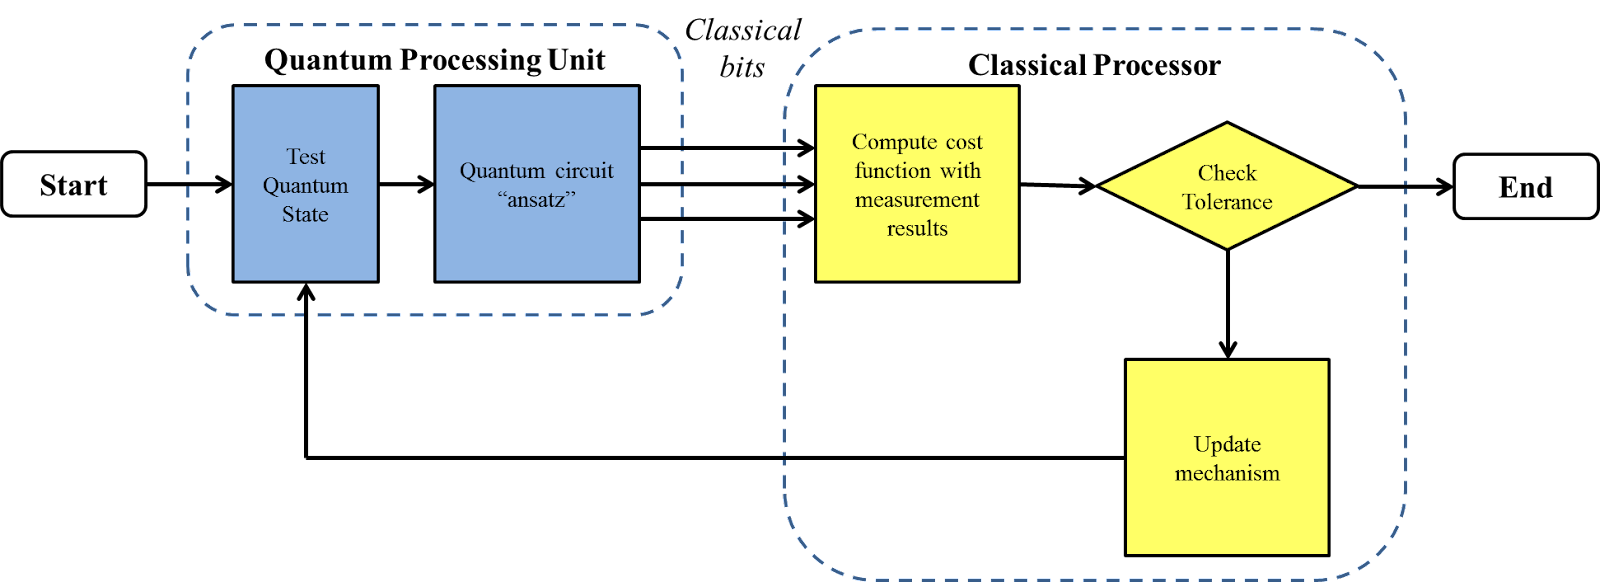 Classical
bits
Quantum Processing Unit
Classical Processor
Start
Test
Quantum
State
Quantum circuit
“ansatz”
Compute cost
function with
measurement
results
Check
Tolerance
End
Update
mechanism